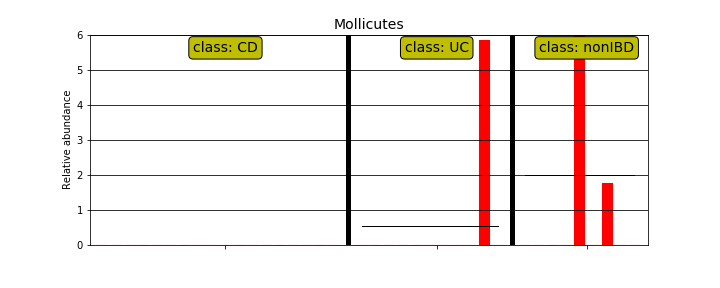 Mollicutes
class: CD
class: UC
class: nonIBD
Relative abundance
6
5
4
3
2
1
0